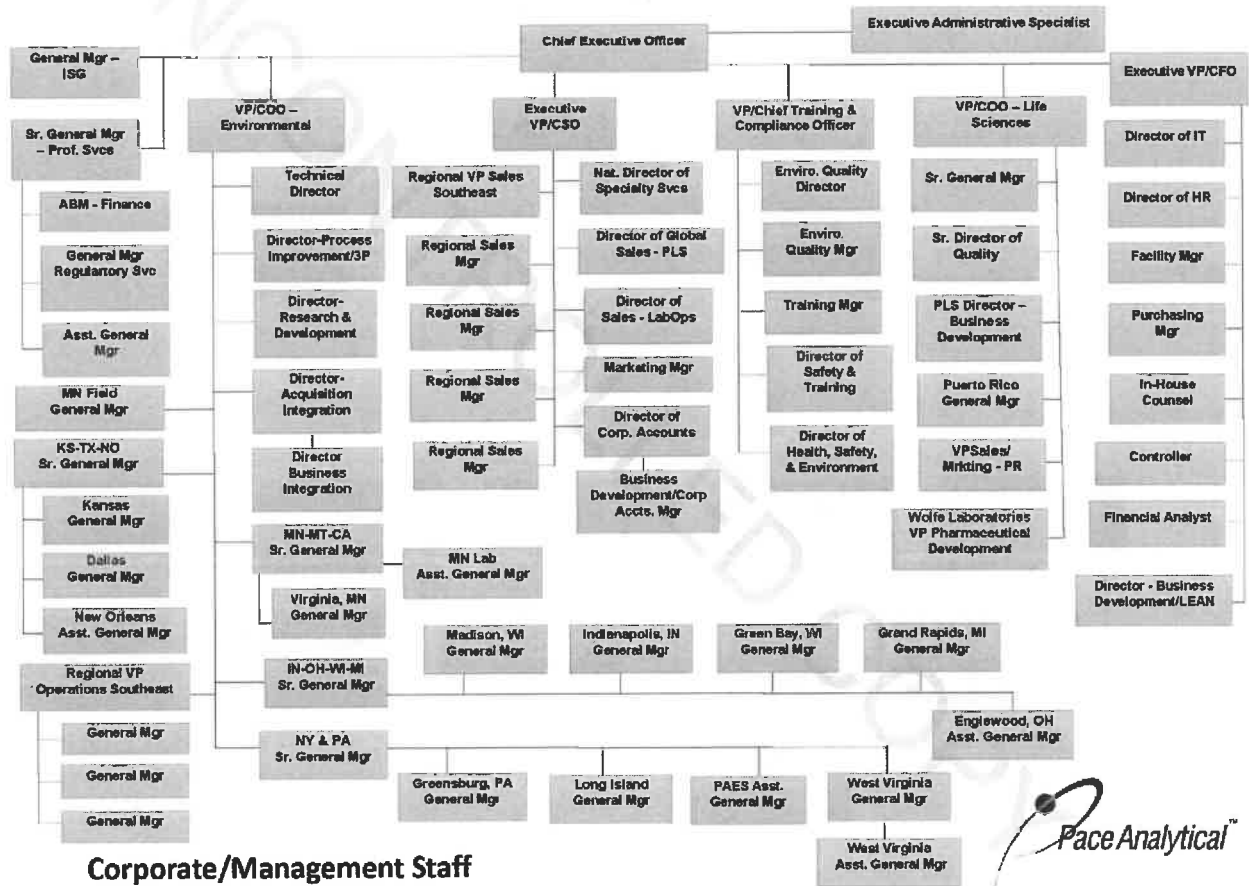 Executive Administrative Specialist
Chief Executive Officer
General Mgr –
ISG
Executive VP/CFO
VP/COO –
Environmental
Executive
VP/CSO
VP/Chief Training &
Compliance Officer
VP/COO – Life
Sciences
Sr. General Mgr
– Prof. Svcs
ABM - Finance
General Mgr
Regulartory Svc
Asst. General
Mgr
MN Field
General Mgr
KS-TX-NO
Sr. General Mgr
Kansas
General Mgr
Dallas
General Mgr
New Orleans
Asst. General Mgr
Regional VP
Operations Southeast
General Mgr
General Mgr
General Mgr
Technical
Director
Director-Process
Improvement/3P
Director-
Research &
Development
Director-
Acquisition
Integration
Director
Business
Integration
MN-MT-CA
Sr. General Mgr
MN Lab
Asst. General Mgr
Virginia, MN
General Mgr
IN-OH-WI-MI
Sr. General Mgr
Madison, WI
General Mgr
Indianapolis, IN
General Mgr
Green Bay, WI
General Mgr
Grand Rapids, MI
General Mgr
Englewood, OH
Asst. General Mgr
NY & PA
Sr. General Mgr
Greensburg, PA
General Mgr
Long Island
General Mgr
PAES Asst.
General Mgr
West Virginia
General Mgr
West Virginia
Asst. General Mgr
Regional VP Sales
Southeast
Regional Sales
Mgr
Regional Sales
Mgr
Regional Sales
Mgr
Regional Sales
Mgr
Nat. Director of
Specialty Svcs
Director of Global
Sales - PLS
Director of
Sales - LabOps
Marketing Mgr
Director of
Corp. Accounts
Business
Development/Corp
Accts. Mgr
Enviro. Quality
Director
Enviro.
Quality Mgr
Training Mgr
Director of
Safety &
Training
Director of
Health, Safety,
& Environment
Sr. General Mgr
Sr. Director of
Quality
PLS Director –
Business
Development
Puerto Rico
General Mgr
VPSales/
Mrkting - PR
Wolfe Laboratories
VP Pharmaceutical
Development
Director of IT
Director of HR
Facility Mgr
Purchasing
Mgr
In-House
Counsel
Controller
Financial Analyst
Director - Business
Development/LEAN
Corporate/Management Staff
Pace Analytical™